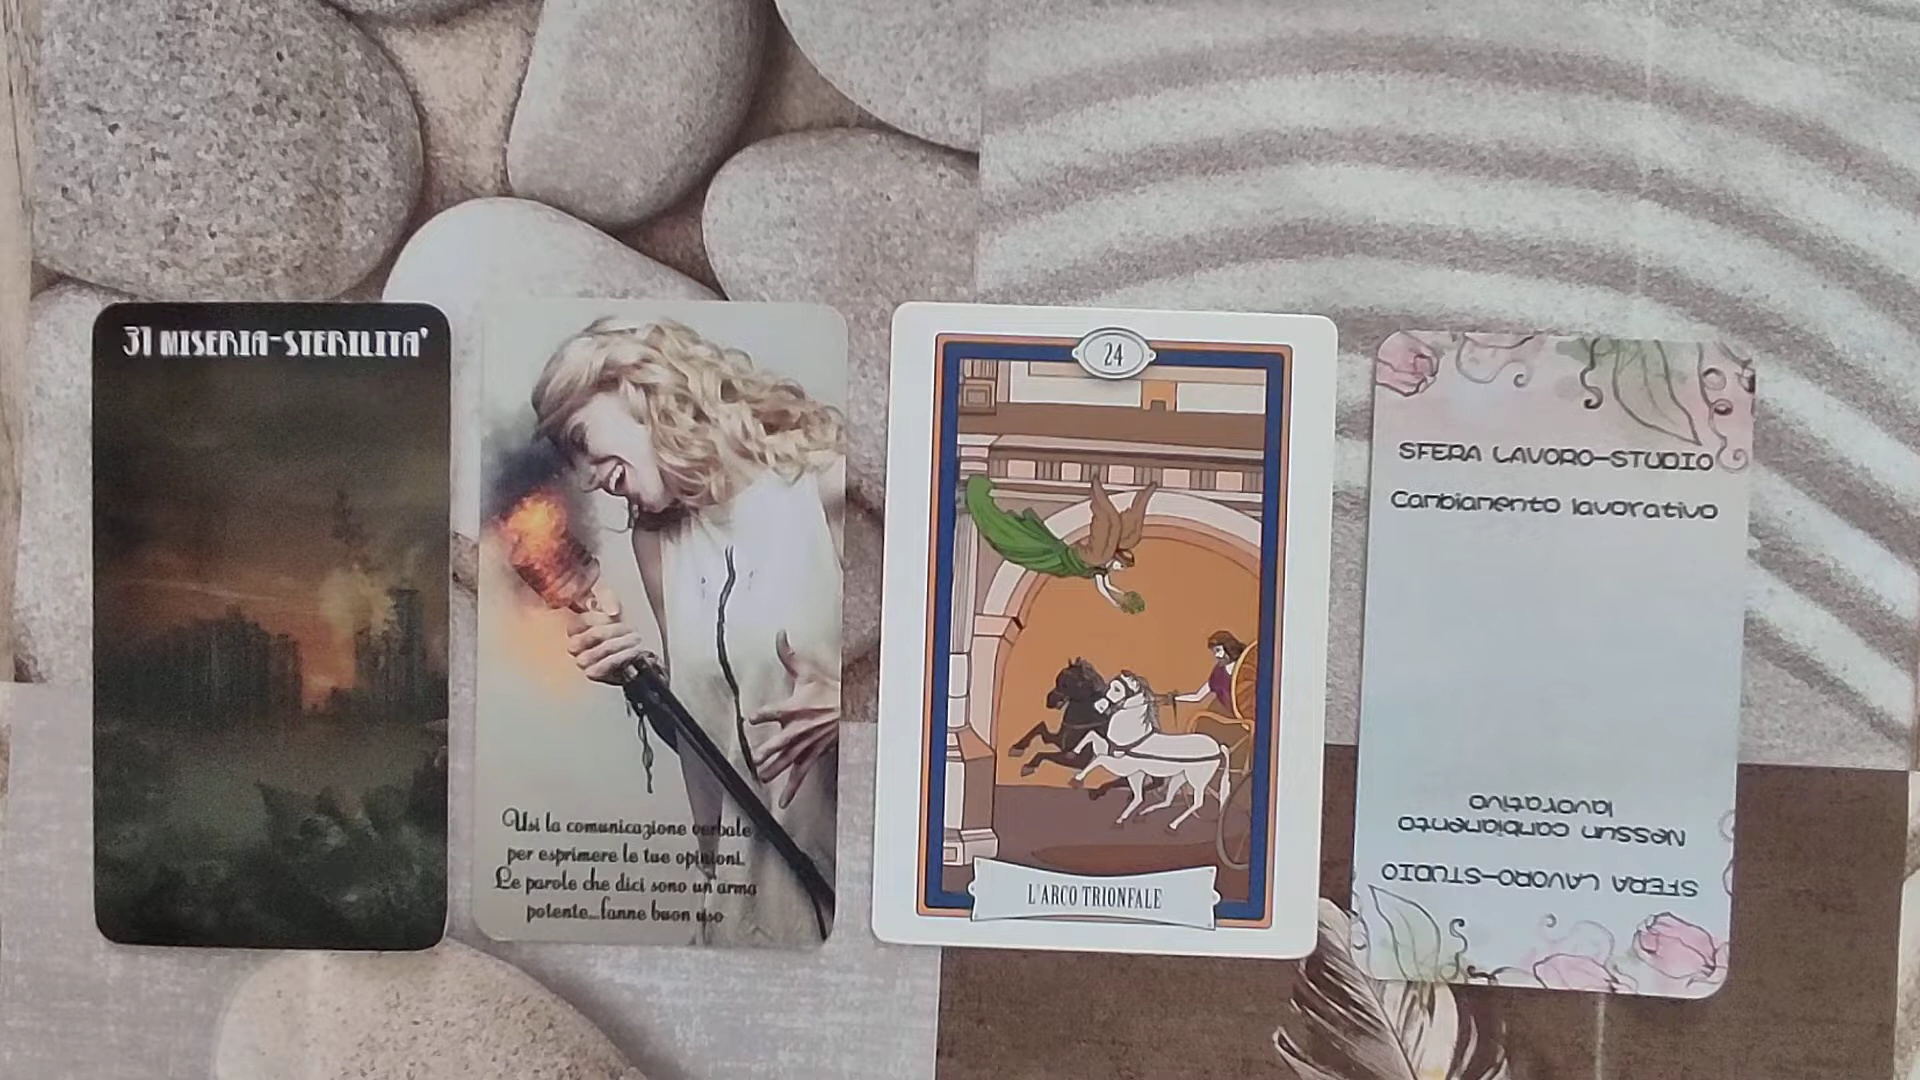 31 MISERIA-STERILITA'
Usi la comunicazione verbale
per esprimere le tue opinioni.
Le parole che dici sono un'arma
potente...fanne buon uso
24
L'ARCO TRIONFALE
SFERA LAVORO-STUDIO
Cambiamento lavorativo
SFERA LAVORO-STUDIO
Nessun cambiamento
lavorativo